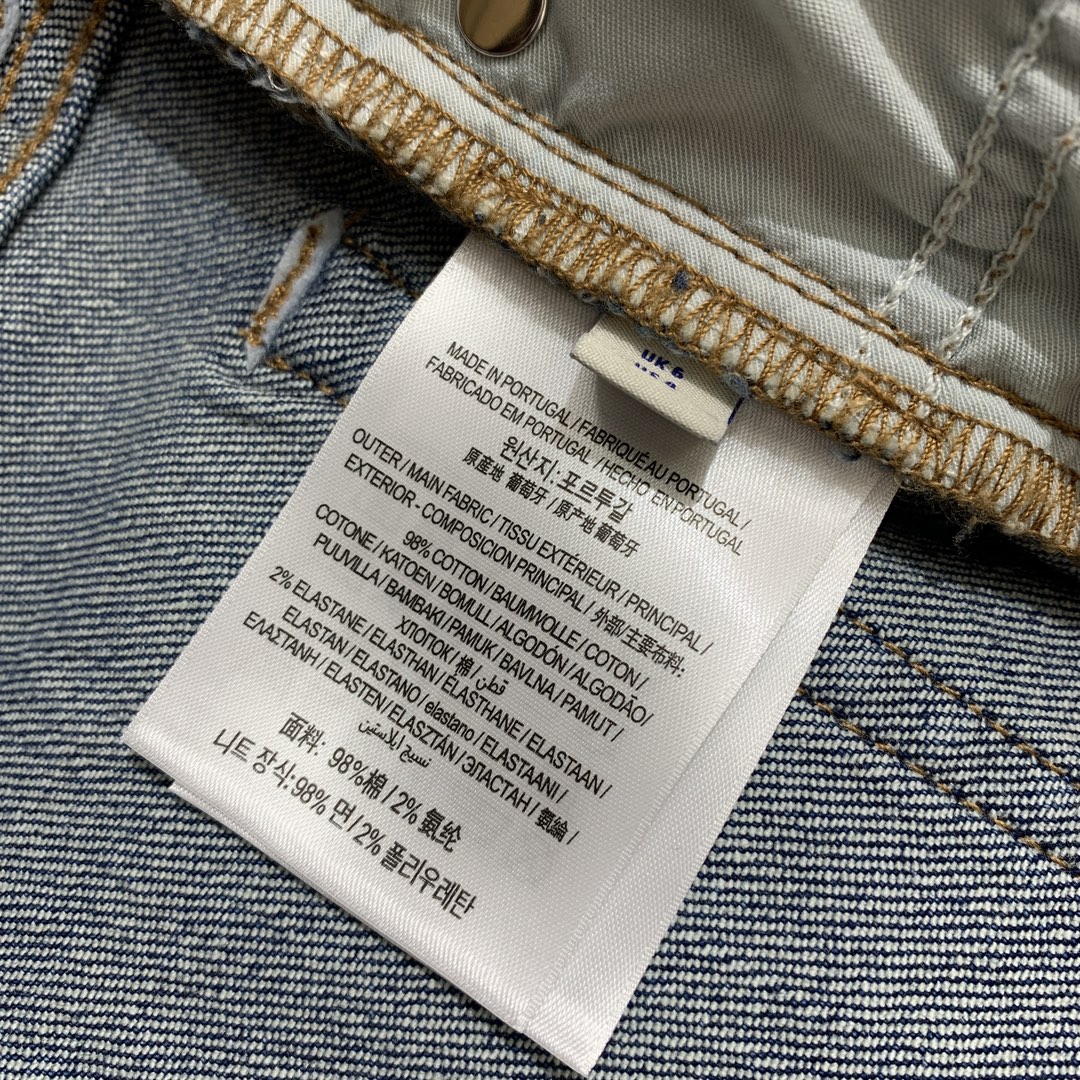 UK 6
MADE IN PORTUGAL / FABRIQUÉ AU PORTUGAL /
FABRICADO EM PORTUGAL / HECHO EN PORTUGAL
원산지: 포르투갈
原産地 葡萄牙 / 原产地 葡萄牙
OUTER / MAIN FABRIC / TISSU EXTÉRIEUR / PRINCIPAL /
EXTERIOR - COMPOSICION PRINCIPAL / 外部/主要布料:
98% COTTON / BAUMWOLLE / COTON /
COTONE / KATOEN / BOMULL / ALGODÓN / ALGODÃO /
PUUVILLA / BAMBAKI / PAMUK / BAVLNA / PAMUT /
ХПОПОК / 棉 / قطن /
2% ELASTANE / ELASTHAN / ÉLASTHANE / ELASTAAN /
ELASTAN / ELASTANO / elastano / ELASTAANI /
ΕΛΑΣΤΑΝΗ / ELASTEN / ELASZTÁN / ЭПАСТАН / 氨綸 /
نسيج ايلاستين
面料: 98%棉 / 2% 氨纶
니트 장식: 98% 면 / 2% 폴리우레탄